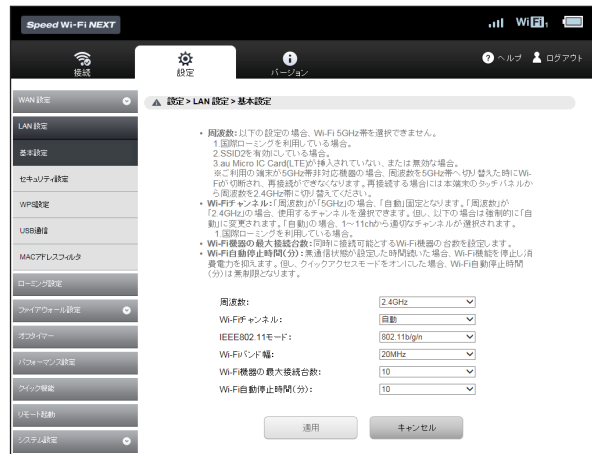 Speed Wi-Fi NEXT
WiFi 1
接続
設定
バージョン
ヘルプ
ログアウト
WAN 設定
LAN 設定
基本設定
セキュリティ設定
WPS設定
USB通信
MACアドレスフィルタ
ローミング設定
ファイアウォール設定
オフタイマー
パフォーマンス設定
クイック機能
リモート起動
システム設定
設定 > LAN 設定 > 基本設定
• 周波数: 以下の設定の場合、Wi-Fi 5GHz帯を選択できません。
1.国際ローミングを利用している場合。
2.SSID2を有効にしている場合。
3.au Micro IC Card(LTE)が挿入されていない、または無効な場合。
※ご利用の端末が5GHz帯非対応機器の場合、周波数を5GHz帯へ切り替えた時にWi-
Fiが切断され、再接続ができなくなります。再接続する場合には本端末のタッチパネルか
ら周波数を2.4GHz帯に切り替えてください。
• Wi-Fiチャンネル:「周波数」が「5GHz」の場合、「自動」固定となります。「周波数」が
「2.4GHz」の場合、使用するチャンネルを選択できます。但し、以下の場合は強制的に「自
動」に変更されます。「自動」の場合、1～11chから適切なチャンネルが選択されます。
1.国際ローミングを利用している場合。
• Wi-Fi機器の最大接続台数:同時に接続可能とするWi-Fi機器の台数を設定します。
• Wi-Fi自動停止時間(分):無通信状態が設定した時間続いた場合、Wi-Fi機能を停止し消
費電力を抑えます。但し、クイックアクセスモードをオンにした場合、Wi-Fi自動停止時間
(分)は無制限となります。
周波数: 2.4GHz
Wi-Fiチャンネル: 自動
IEEE802.11モード: 802.11b/g/n
Wi-Fiバンド幅: 20MHz
Wi-Fi機器の最大接続台数: 10
Wi-Fi自動停止時間(分): 10
適用
キャンセル